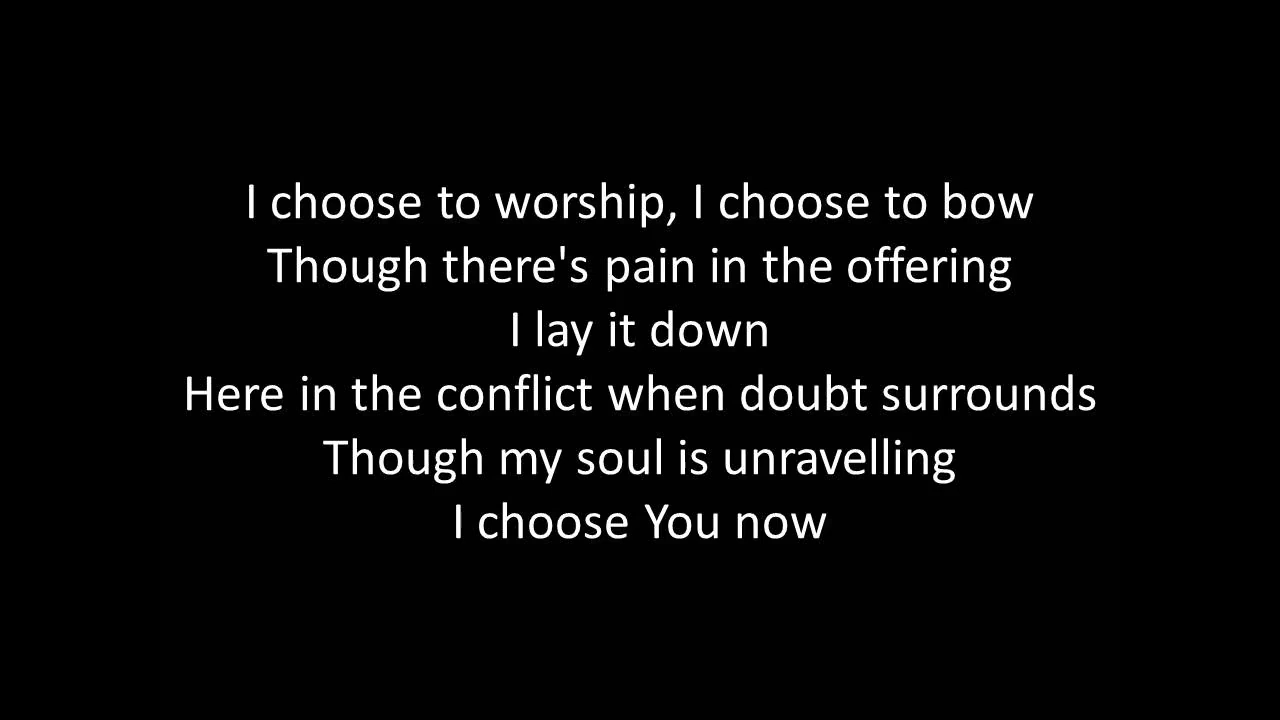 I choose to worship, I choose to bow
Though there's pain in the offering
I lay it down
Here in the conflict when doubt surrounds
Though my soul is unravelling
I choose You now